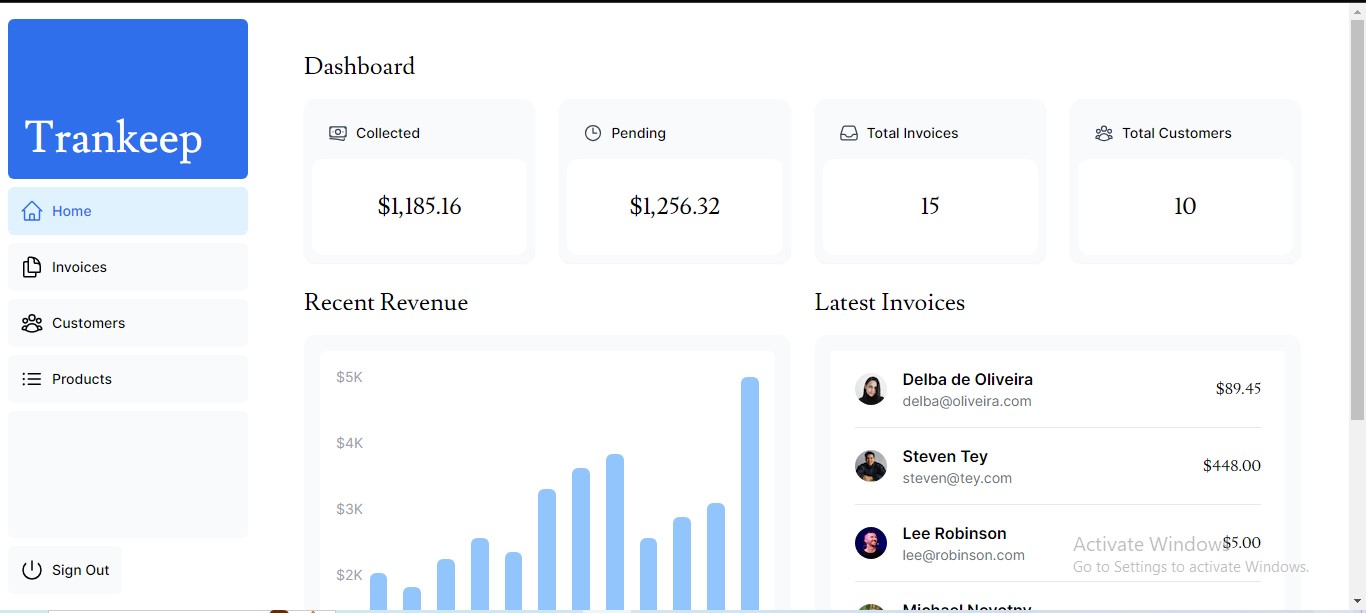 Trankeep
Home
Invoices
Customers
Products
Sign Out
Dashboard
Collected
$1,185.16
Pending
$1,256.32
Total Invoices
15
Total Customers
10
Recent Revenue
$5K
$4K
$3K
$2K
Latest Invoices
Delba de Oliveira
delba@oliveira.com
$89.45
Steven Tey
steven@tey.com
$448.00
Lee Robinson
lee@robinson.com
$5.00
Michael Novotny
Activate Windows
Go to Settings to activate Windows.